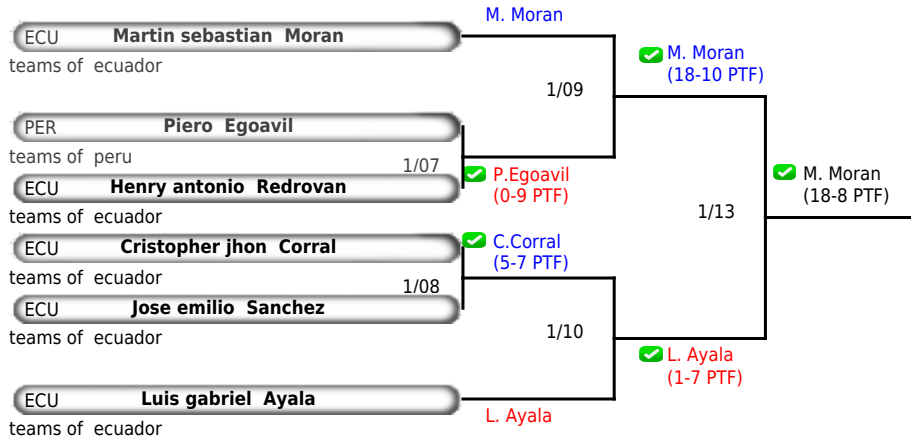 M. Moran
ECU Martin sebastian Moran
teams of ecuador
M. Moran
(18-10 PTF)
1/09
PER Piero Egoavil
teams of peru
1/07
P.Egoavil
(0-9 PTF)
ECU Henry antonio Redrovan
teams of ecuador
M. Moran
(18-8 PTF)
1/13
ECU Cristopher jhon Corral
teams of ecuador
C.Corral
(5-7 PTF)
1/08
ECU Jose emilio Sanchez
teams of ecuador
1/10
L. Ayala
(1-7 PTF)
ECU Luis gabriel Ayala
teams of ecuador
L. Ayala